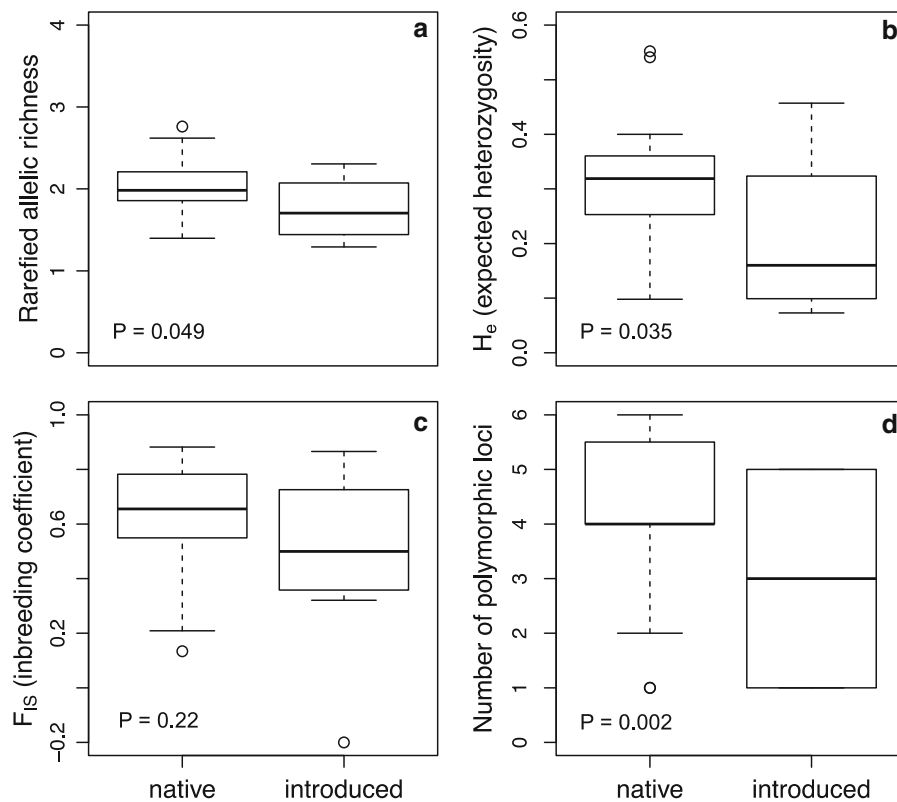 a
Rarefied allelic richness
4
3
2
1
0
P = 0.049
b
Hₑ (expected heterozygosity)
0.6
0.4
0.2
0.0
P = 0.035
c
F_IS (inbreeding coefficient)
1.0
0.6
0.2
−0.2
P = 0.22
native introduced
d
Number of polymorphic loci
6
5
4
3
2
1
0
P = 0.002
native introduced